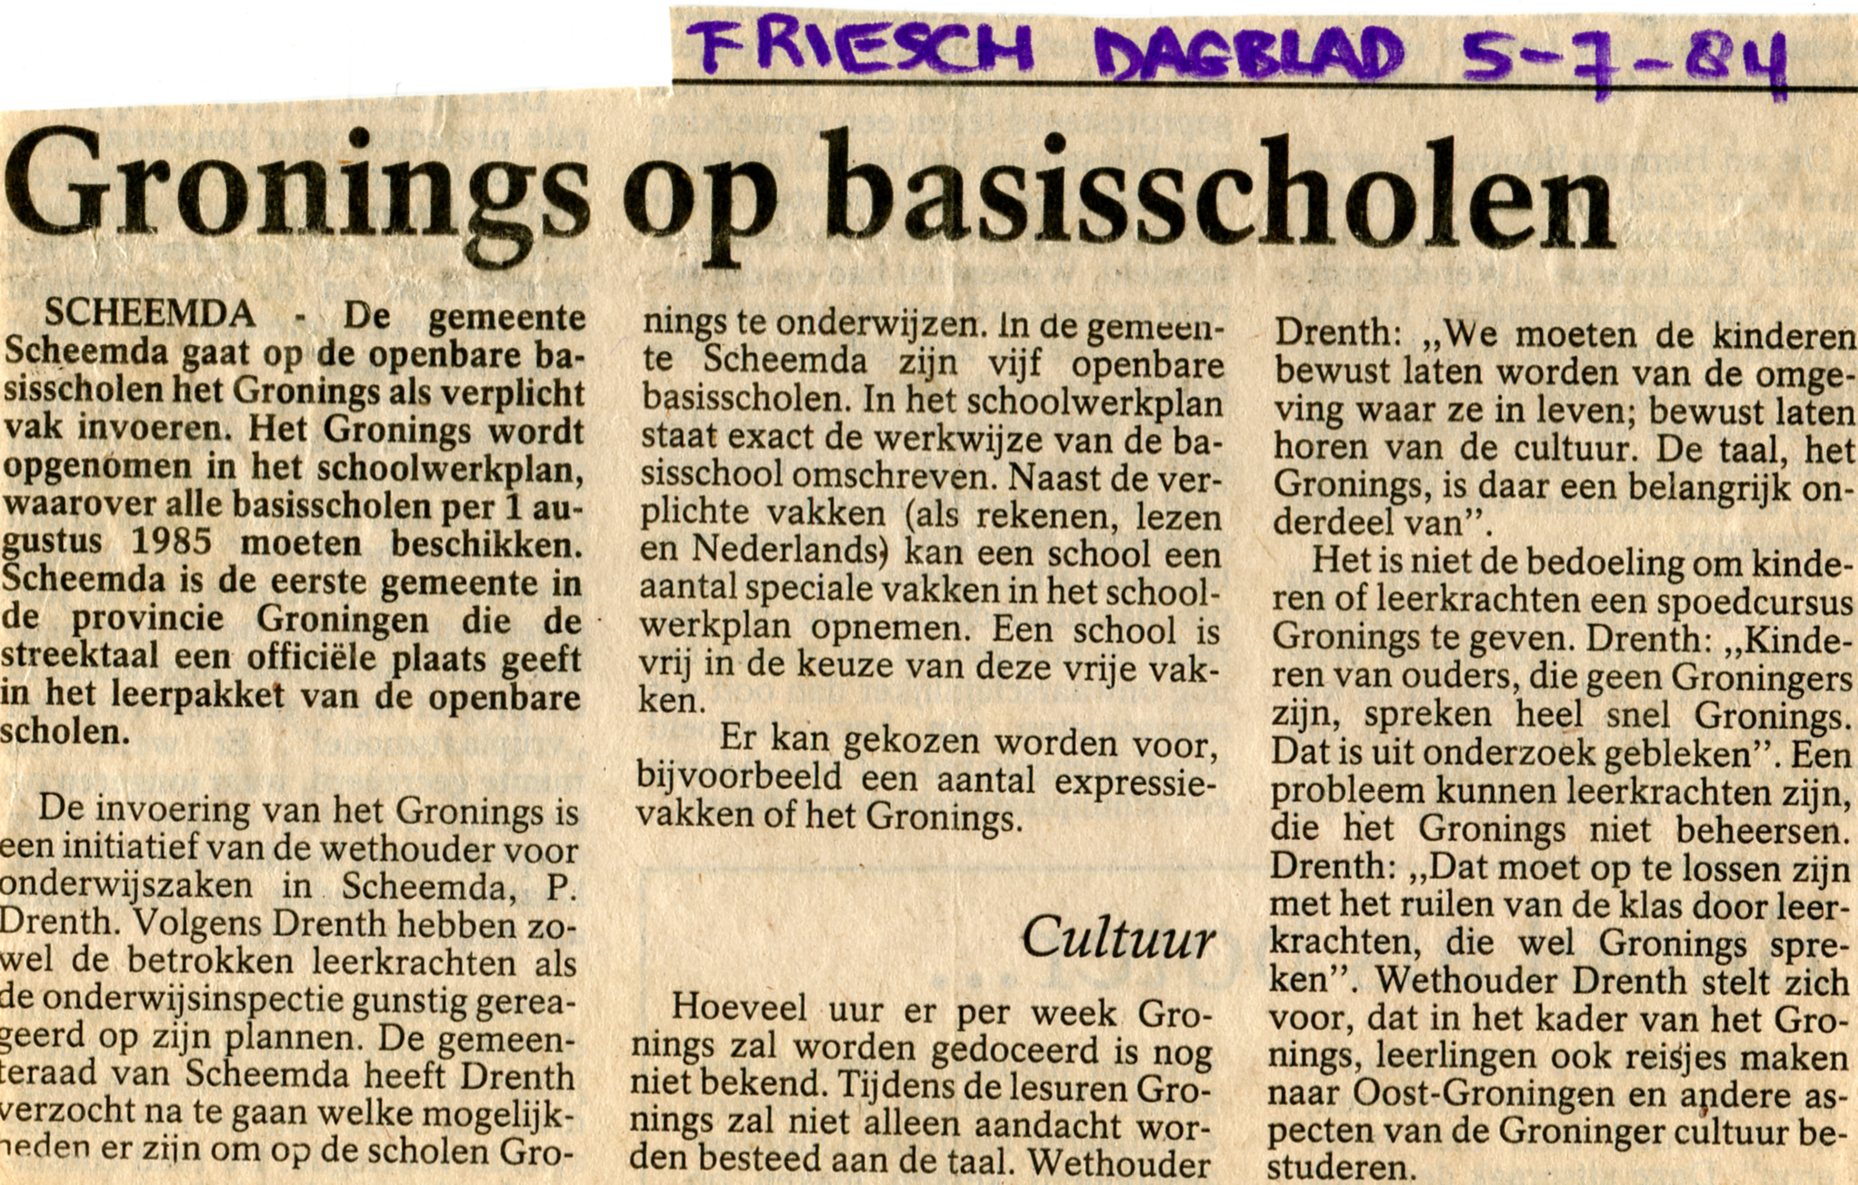 FRIESCH DAGBLAD 5-7-84
Gronings op basisscholen
SCHEEMDA - De gemeente
Scheemda gaat op de openbare ba-
sisscholen het Gronings als verplicht
vak invoeren. Het Gronings wordt
opgenomen in het schoolwerkplan,
waarover alle basisscholen per 1 au-
gustus 1985 moeten beschikken.
Scheemda is de eerste gemeente in
de provincie Groningen die de
streektaal een officiële plaats geeft
in het leerpakket van de openbare
scholen.
De invoering van het Gronings is
een initiatief van de wethouder voor
onderwijszaken in Scheemda, P.
Drenth. Volgens Drenth hebben zo-
wel de betrokken leerkrachten als
de onderwijsinspectie gunstig gerea-
geerd op zijn plannen. De gemeen-
teraad van Scheemda heeft Drenth
verzocht na te gaan welke mogelijk-
heden er zijn om op de scholen Gro-
nings te onderwijzen. In de gemeen-
te Scheemda zijn vijf openbare
basisscholen. In het schoolwerkplan
staat exact de werkwijze van de ba-
sisschool omschreven. Naast de ver-
plichte vakken (als rekenen, lezen
en Nederlands) kan een school een
aantal speciale vakken in het school-
werkplan opnemen. Een school is
vrij in de keuze van deze vrije vak-
ken.
Er kan gekozen worden voor,
bijvoorbeeld een aantal expressie-
vakken of het Gronings.
Cultuur
Hoeveel uur er per week Gro-
nings zal worden gedoceerd is nog
niet bekend. Tijdens de lesuren Gro-
nings zal niet alleen aandacht wor-
den besteed aan de taal. Wethouder
Drenth: „We moeten de kinderen
bewust laten worden van de omge-
ving waar ze in leven; bewust laten
horen van de cultuur. De taal, het
Gronings, is daar een belangrijk on-
derdeel van”.
Het is niet de bedoeling om kinde-
ren of leerkrachten een spoedcursus
Gronings te geven. Drenth: „Kinde-
ren van ouders, die geen Groningers
zijn, spreken heel snel Gronings.
Dat is uit onderzoek gebleken”. Een
probleem kunnen leerkrachten zijn,
die het Gronings niet beheersen.
Drenth: „Dat moet op te lossen zijn
met het ruilen van de klas door leer-
krachten, die wel Gronings spre-
ken”. Wethouder Drenth stelt zich
voor, dat in het kader van het Gro-
nings, leerlingen ook reisjes maken
naar Oost-Groningen en andere as-
pecten van de Groninger cultuur be-
studeren.